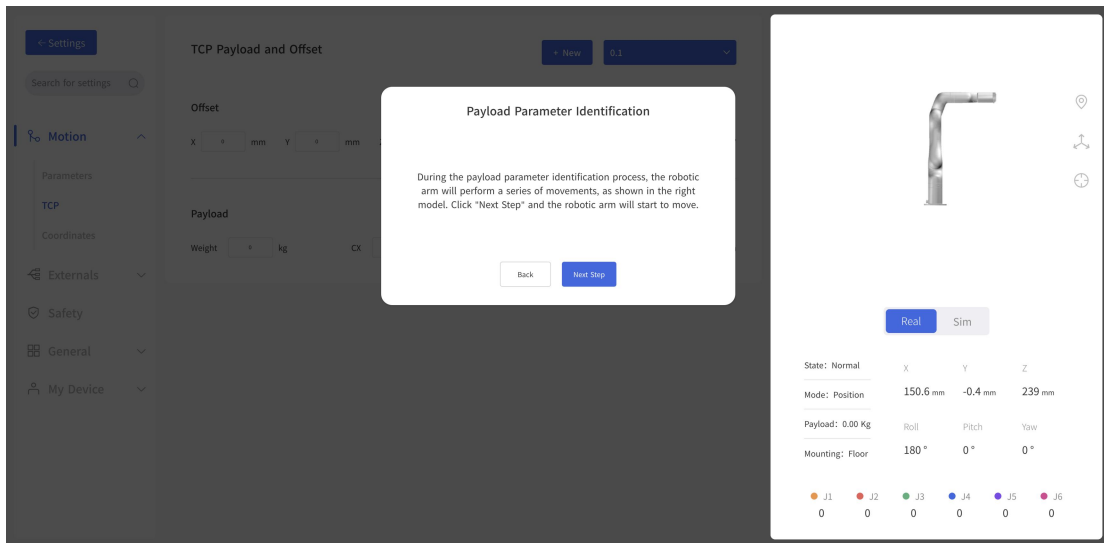 ← Settings
Search for settings
Motion
Parameters
TCP
Coordinates
Externals
Safety
General
My Device
TCP Payload and Offset
+ New
0.1
Offset
X 0 mm Y 0 mm
Payload
Weight 0 kg CX
Payload Parameter Identification
During the payload parameter identification process, the robotic
arm will perform a series of movements, as shown in the right
model. Click "Next Step" and the robotic arm will start to move.
Back
Next Step
Real Sim
State: Normal
Mode: Position
Payload: 0.00 Kg
Mounting: Floor
X Y Z
150.6 mm -0.4 mm 239 mm
Roll Pitch Yaw
180 ° 0 ° 0 °
J1 J2 J3 J4 J5 J6
0 0 0 0 0 0